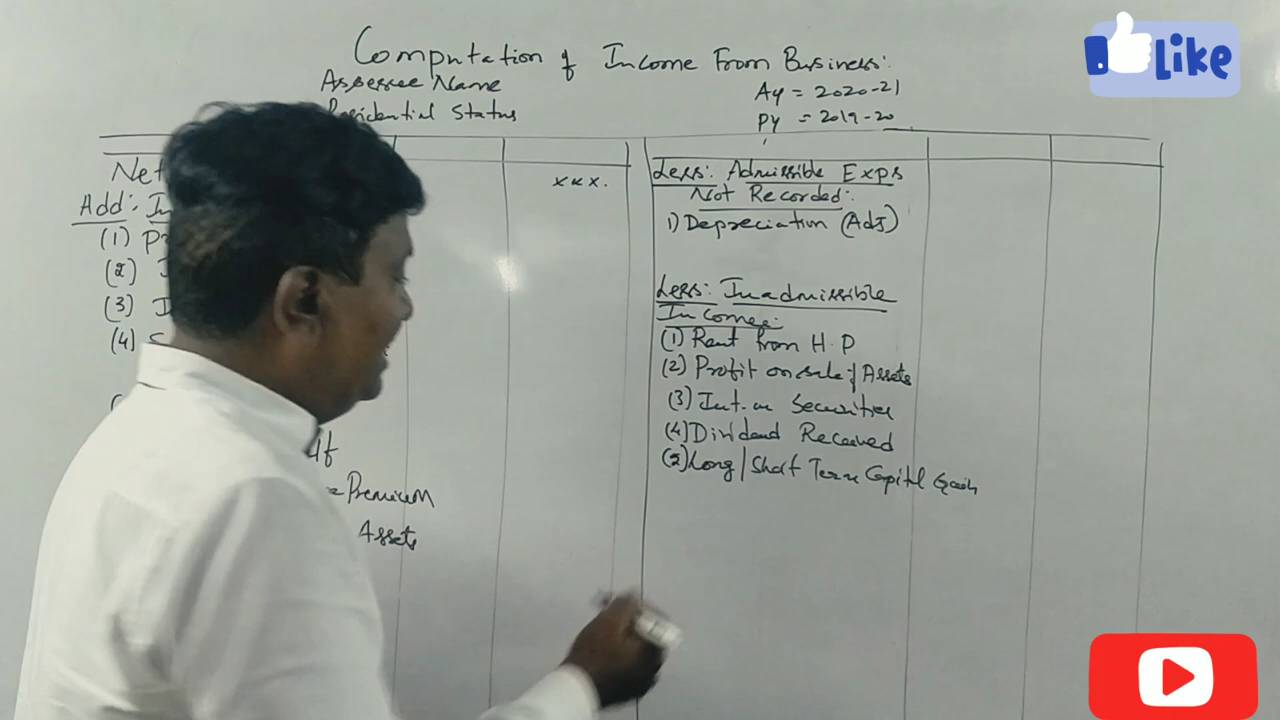 Computation of Income From Business:
Assessee Name
Residential Status
AY = 2020-21
PY = 2019-20
Net
xxx.
Add:
(1)
(2)
(3)
(4)
Premium
Assets
Less: Admissible Exps
Not Recorded:
1) Depreciation (Adj)
Less: Inadmissible
Incomes:
(1) Rent from H.P
(2) Profit on sale of Assets
(3) Int. on Securities
(4) Dividend Received
(5) Long/Short Term Capital Gain
Like